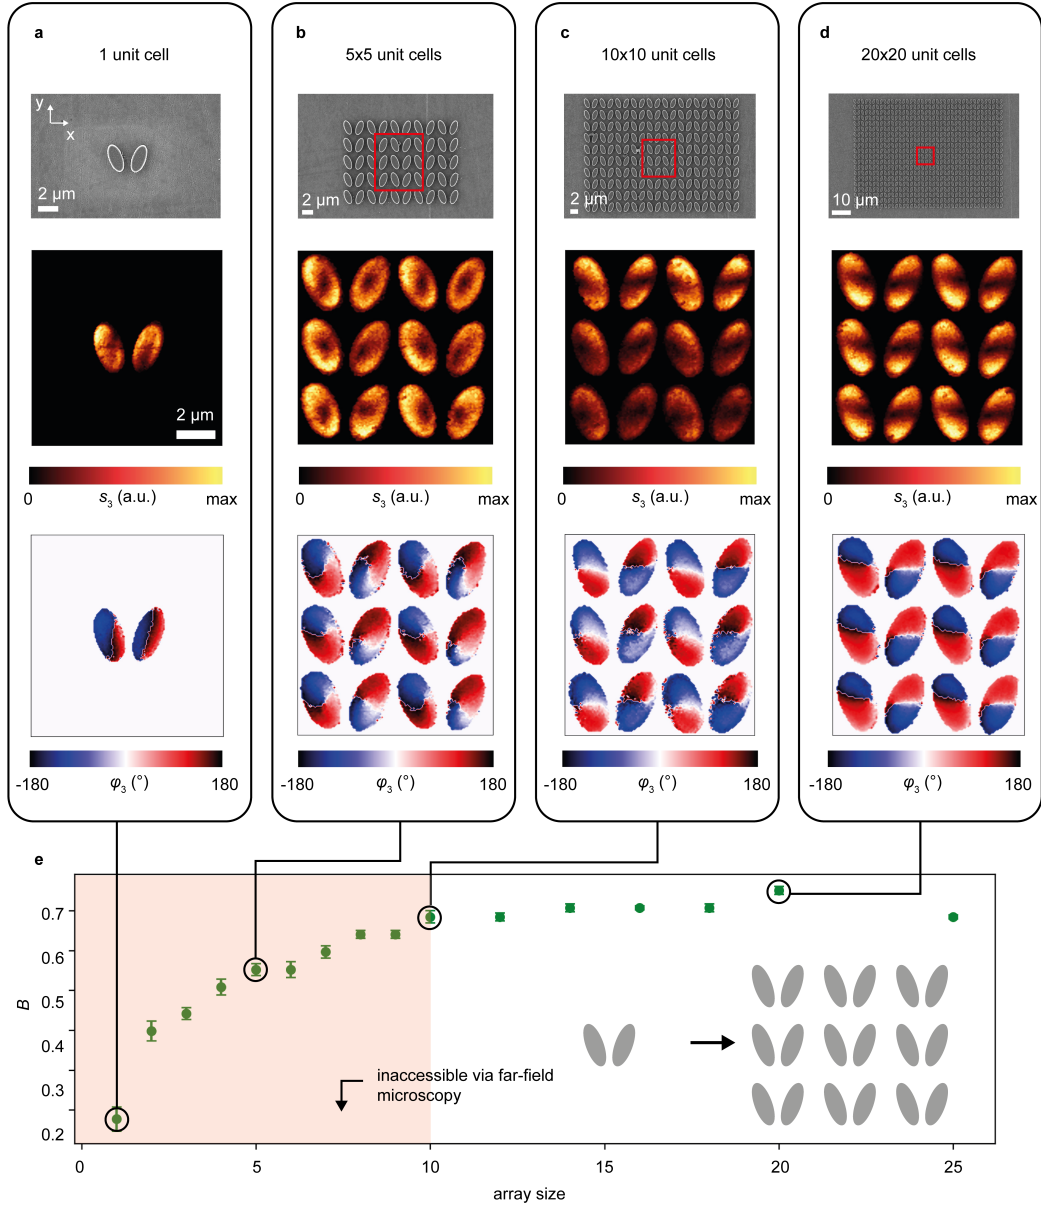 a
1 unit cell
y
x
2 µm
2 µm
0
s3 (a.u.)
max
-180
φ3 (°)
180
b
5x5 unit cells
2 µm
0
s3 (a.u.)
max
-180
φ3 (°)
180
c
10x10 unit cells
2 µm
0
s3 (a.u.)
max
-180
φ3 (°)
180
d
20x20 unit cells
10 µm
0
s3 (a.u.)
max
-180
φ3 (°)
180
e
B
0.7
0.6
0.5
0.4
0.3
0.2
inaccessible via far-field
microscopy
0
5
10
15
20
25
array size